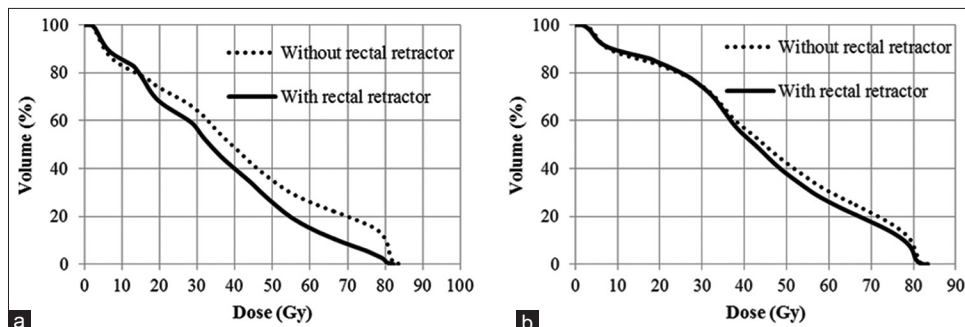 100
80
60
40
20
0
Volume (%)
Without rectal retractor
With rectal retractor
0 10 20 30 40 50 60 70 80 90 100
Dose (Gy)
a
100
80
60
40
20
0
Volume (%)
Without rectal retractor
With rectal retractor
0 10 20 30 40 50 60 70 80 90
Dose (Gy)
b